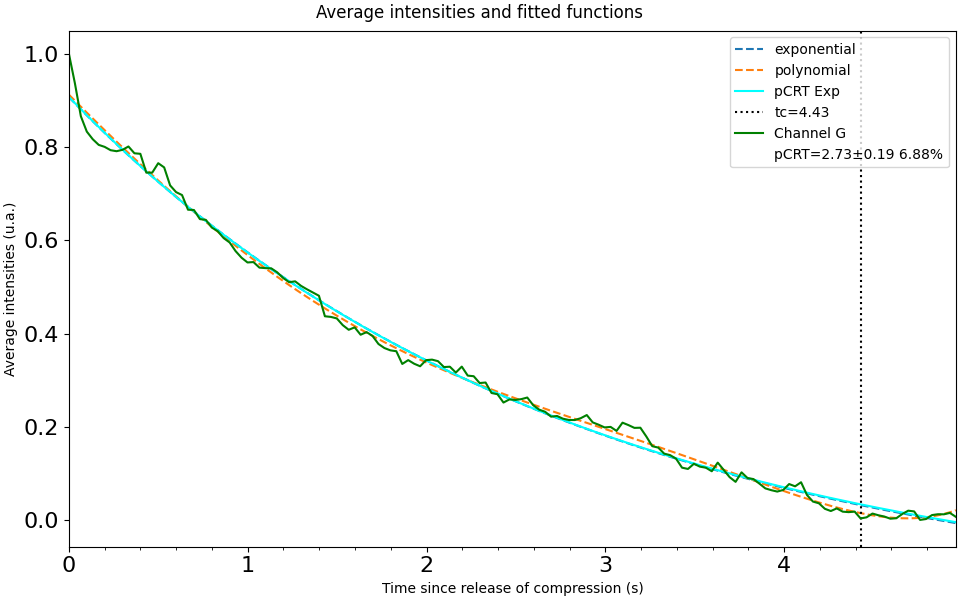 Average intensities and fitted functions
exponential
polynomial
pCRT Exp
tc=4.43
Channel G
pCRT=2.73±0.19 6.88%
Average intensities (u.a.)
1.0
0.8
0.6
0.4
0.2
0.0
0 1 2 3 4
Time since release of compression (s)